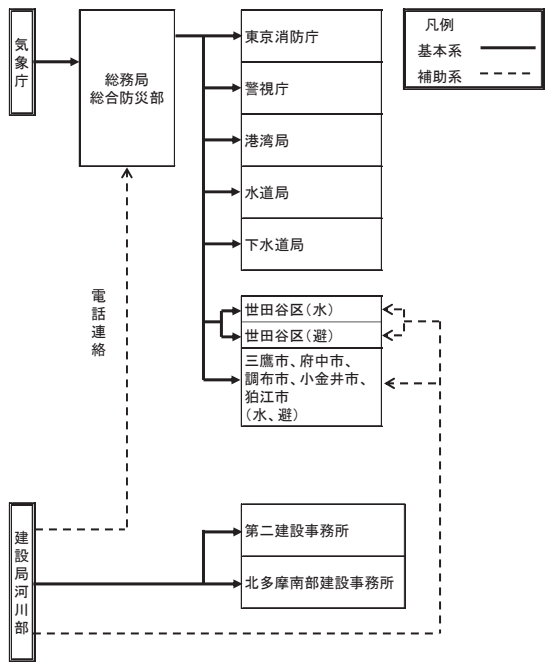 気象庁
総務局
総合防災部
東京消防庁
警視庁
港湾局
水道局
下水道局
凡例
基本系
補助系
電話連絡
世田谷区(水)
世田谷区(避)
三鷹市、府中市、
調布市、小金井市、
狛江市
(水、避)
建設局河川部
第二建設事務所
北多摩南部建設事務所